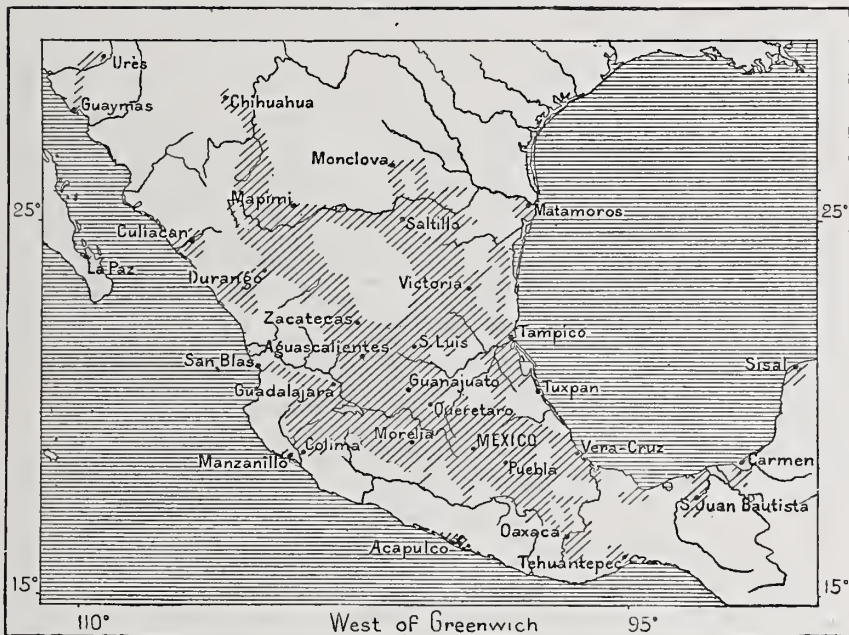 Urès
Guaymas
Chihuahua
Monclova
Mapimi
Matamoros
25°
25°
Saltillo
Culiacan
La Paz
Durango
Victoria
Zacatecas
Tampico
S. Luis
Aguascalientes
San Blas
Sisal
Guadalajara
Guanajuato
Tuxpan
Queretaro
Morelia
MEXICO
Vera-Cruz
Colima
Manzanillo
Puebla
Carmen
S. Juan Bautista
Oaxaca
Acapulco
Tehuantepec
15°
15°
110°
West of Greenwich
95°